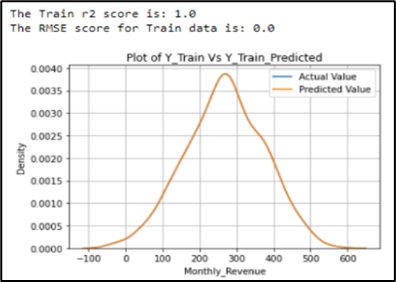 The Train r2 score is: 1.0
The RMSE score for Train data is: 0.0
Plot of Y_Train Vs Y_Train_Predicted
Actual Value
Predicted Value
0.0040
0.0035
0.0030
0.0025
0.0020
0.0015
0.0010
0.0005
0.0000
Density
−100 0 100 200 300 400 500 600
Monthly_Revenue